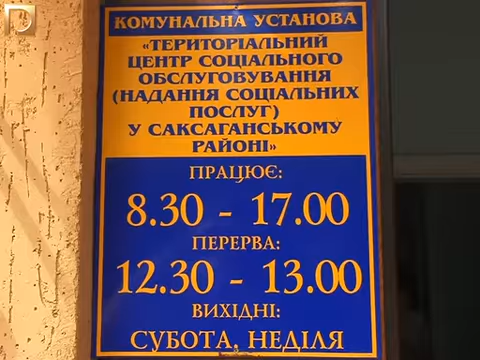 КОМУНАЛЬНА УСТАНОВА
«ТЕРИТОРІАЛЬНИЙ
ЦЕНТР СОЦІАЛЬНОГО
ОБСЛУГОВУВАННЯ
(НАДАННЯ СОЦІАЛЬНИХ
ПОСЛУГ)
У САКСАГАНСЬКОМУ
РАЙОНІ»
ПРАЦЮЄ:
8.30 - 17.00
ПЕРЕРВА:
12.30 - 13.00
ВИХІДНІ:
СУБОТА, НЕДІЛЯ